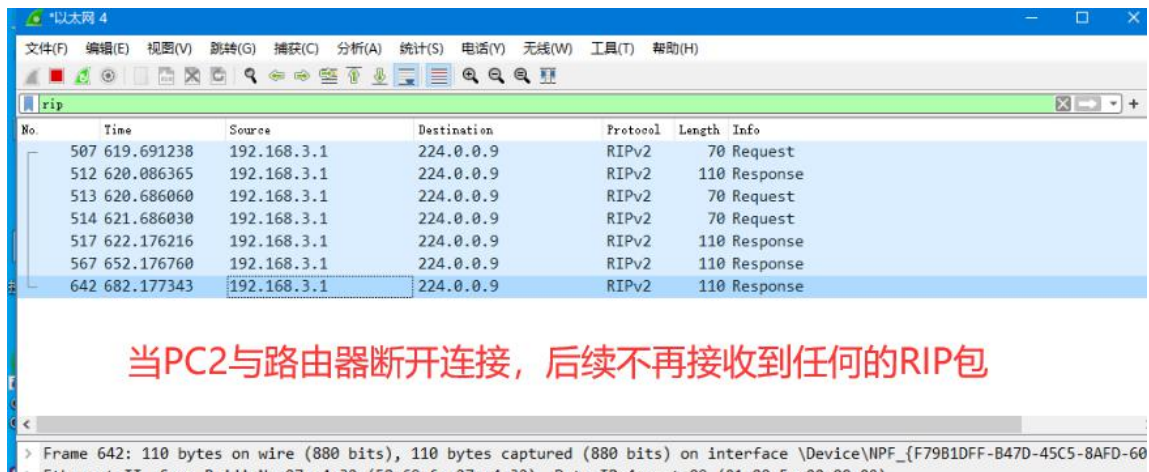 *以太网 4
文件(F) 编辑(E) 视图(V) 跳转(G) 捕获(C) 分析(A) 统计(S) 电话(Y) 无线(W) 工具(T) 帮助(H)
rip
No. Time Source Destination Protocol Length Info
507 619.691238 192.168.3.1 224.0.0.9 RIPv2 70 Request
512 620.086365 192.168.3.1 224.0.0.9 RIPv2 110 Response
513 620.686060 192.168.3.1 224.0.0.9 RIPv2 70 Request
514 621.686030 192.168.3.1 224.0.0.9 RIPv2 70 Request
517 622.176216 192.168.3.1 224.0.0.9 RIPv2 110 Response
567 652.176760 192.168.3.1 224.0.0.9 RIPv2 110 Response
642 682.177343 192.168.3.1 224.0.0.9 RIPv2 110 Response
当PC2与路由器断开连接，后续不再接收到任何的RIP包
Frame 642: 110 bytes on wire (880 bits), 110 bytes captured (880 bits) on interface \Device\NPF_{F79B1DFF-B47D-45C5-8AFD-60